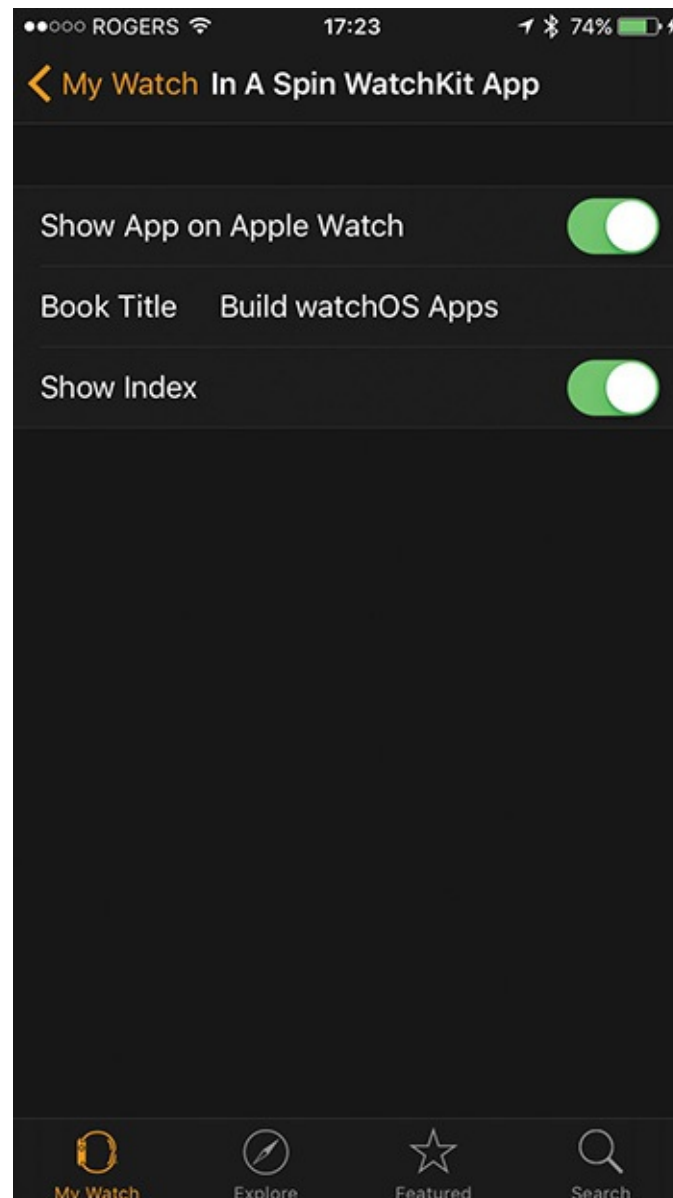 ROGERS 17:23 74%
My Watch In A Spin WatchKit App
Show App on Apple Watch
Book Title Build watchOS Apps
Show Index
My Watch Explore Featured Search